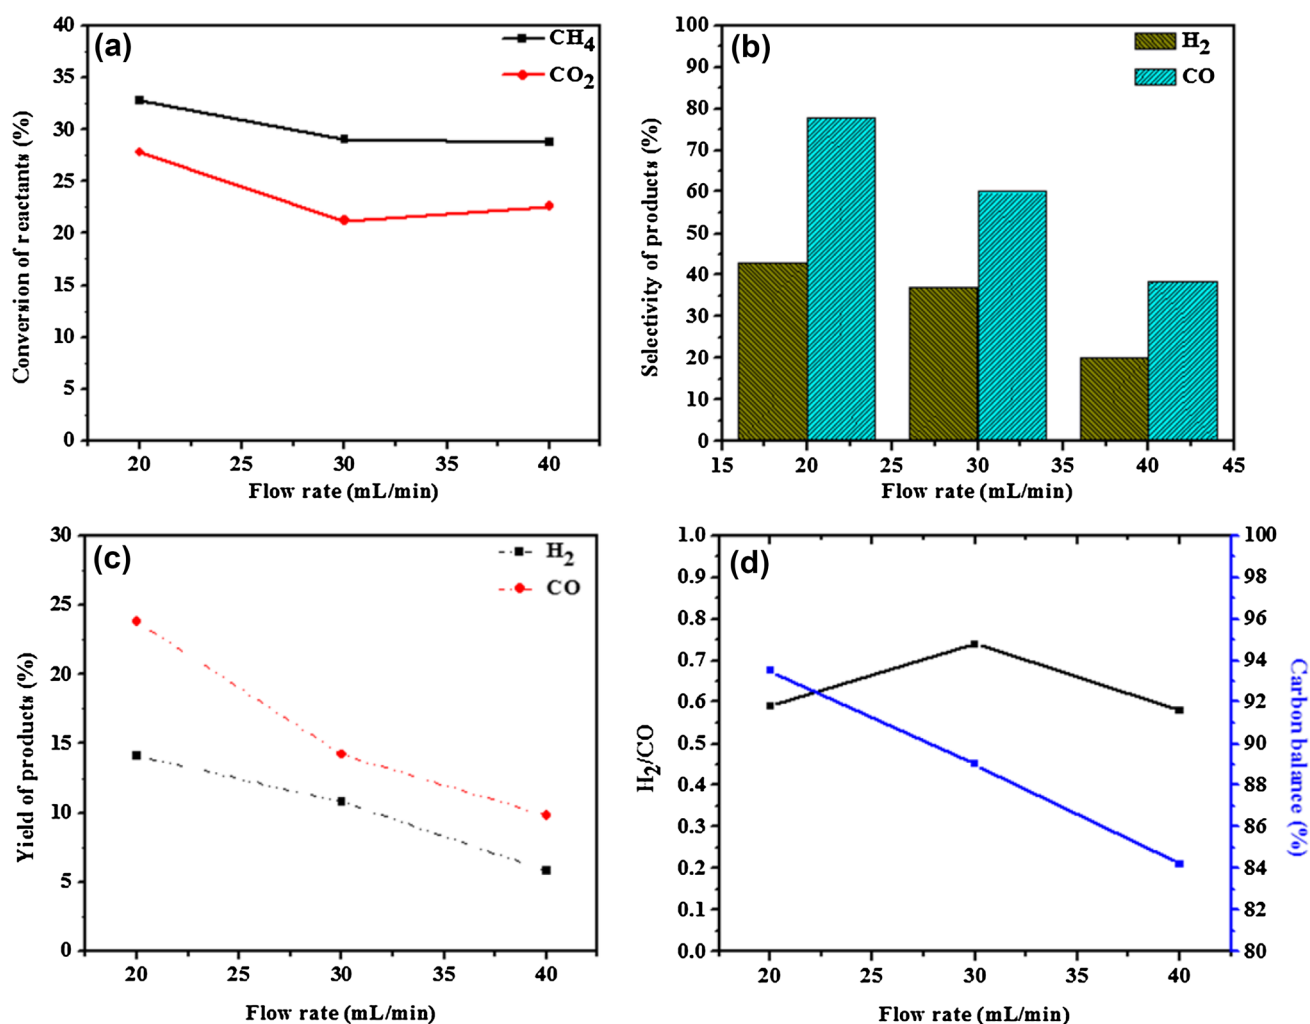 (a)
CH4
CO2
40
35
30
25
20
15
10
5
0
Conversion of reactants (%)
20 25 30 35 40
Flow rate (mL/min)
(b)
H2
CO
100
90
80
70
60
50
40
30
20
10
0
Selectivity of products (%)
15 20 25 30 35 40 45
Flow rate (mL/min)
(c)
H2
CO
30
25
20
15
10
5
0
Yield of products (%)
20 25 30 35 40
Flow rate (mL/min)
(d)
1.0
0.9
0.8
0.7
0.6
0.5
0.4
0.3
0.2
0.1
0.0
H2/CO
100
98
96
94
92
90
88
86
84
82
80
Carbon balance (%)
20 25 30 35 40
Flow rate (mL/min)